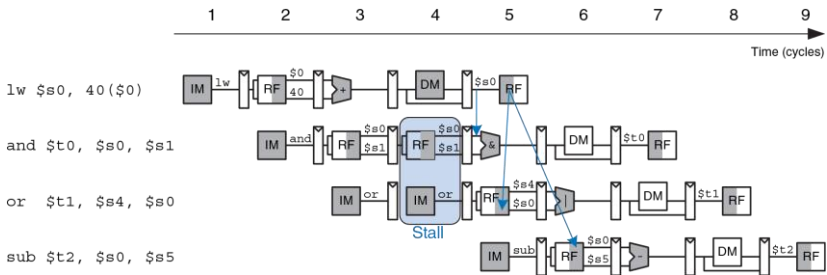 1 2 3 4 5 6 7 8 9
Time (cycles)
lw $s0, 40($0) IM lw RF $0 40 + DM $s0 RF
and $t0, $s0, $s1 IM and RF $s0 $s1 RF $s0 $s1 & DM $t0 RF
or $t1, $s4, $s0 IM or IM or RF $s4 $s0 | DM $t1 RF
Stall
sub $t2, $s0, $s5 IM sub RF $s0 $s5 - DM $t2 RF